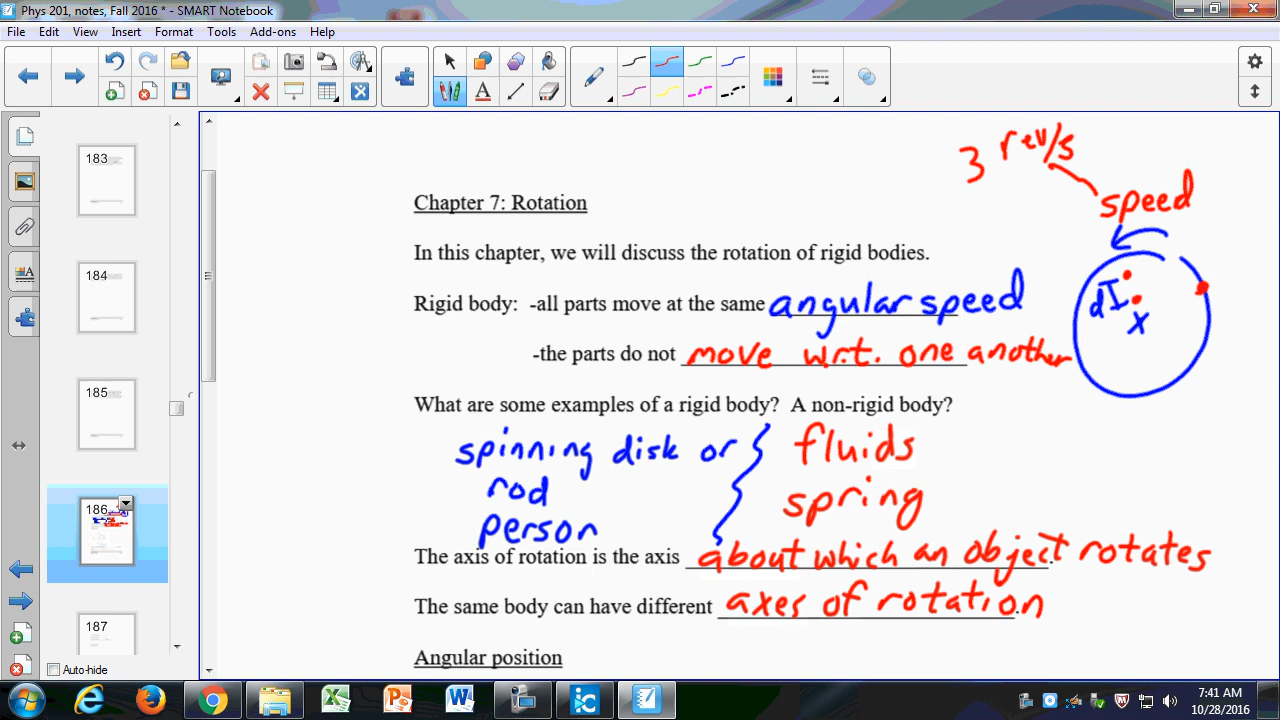 Phys 201, notes, Fall 2016 * - SMART Notebook
File Edit View Insert Format Tools Add-ons Help
183
184
185
186
187
Auto-hide
3 rev/s
speed
Chapter 7: Rotation
In this chapter, we will discuss the rotation of rigid bodies.
Rigid body: -all parts move at the same angular speed
d
x
-the parts do not move w.r.t. one another
What are some examples of a rigid body? A non-rigid body?
spinning disk or fluids
rod spring
person
The axis of rotation is the axis about which an object rotates.
The same body can have different axes of rotation.
Angular position
7:41 AM
10/28/2016